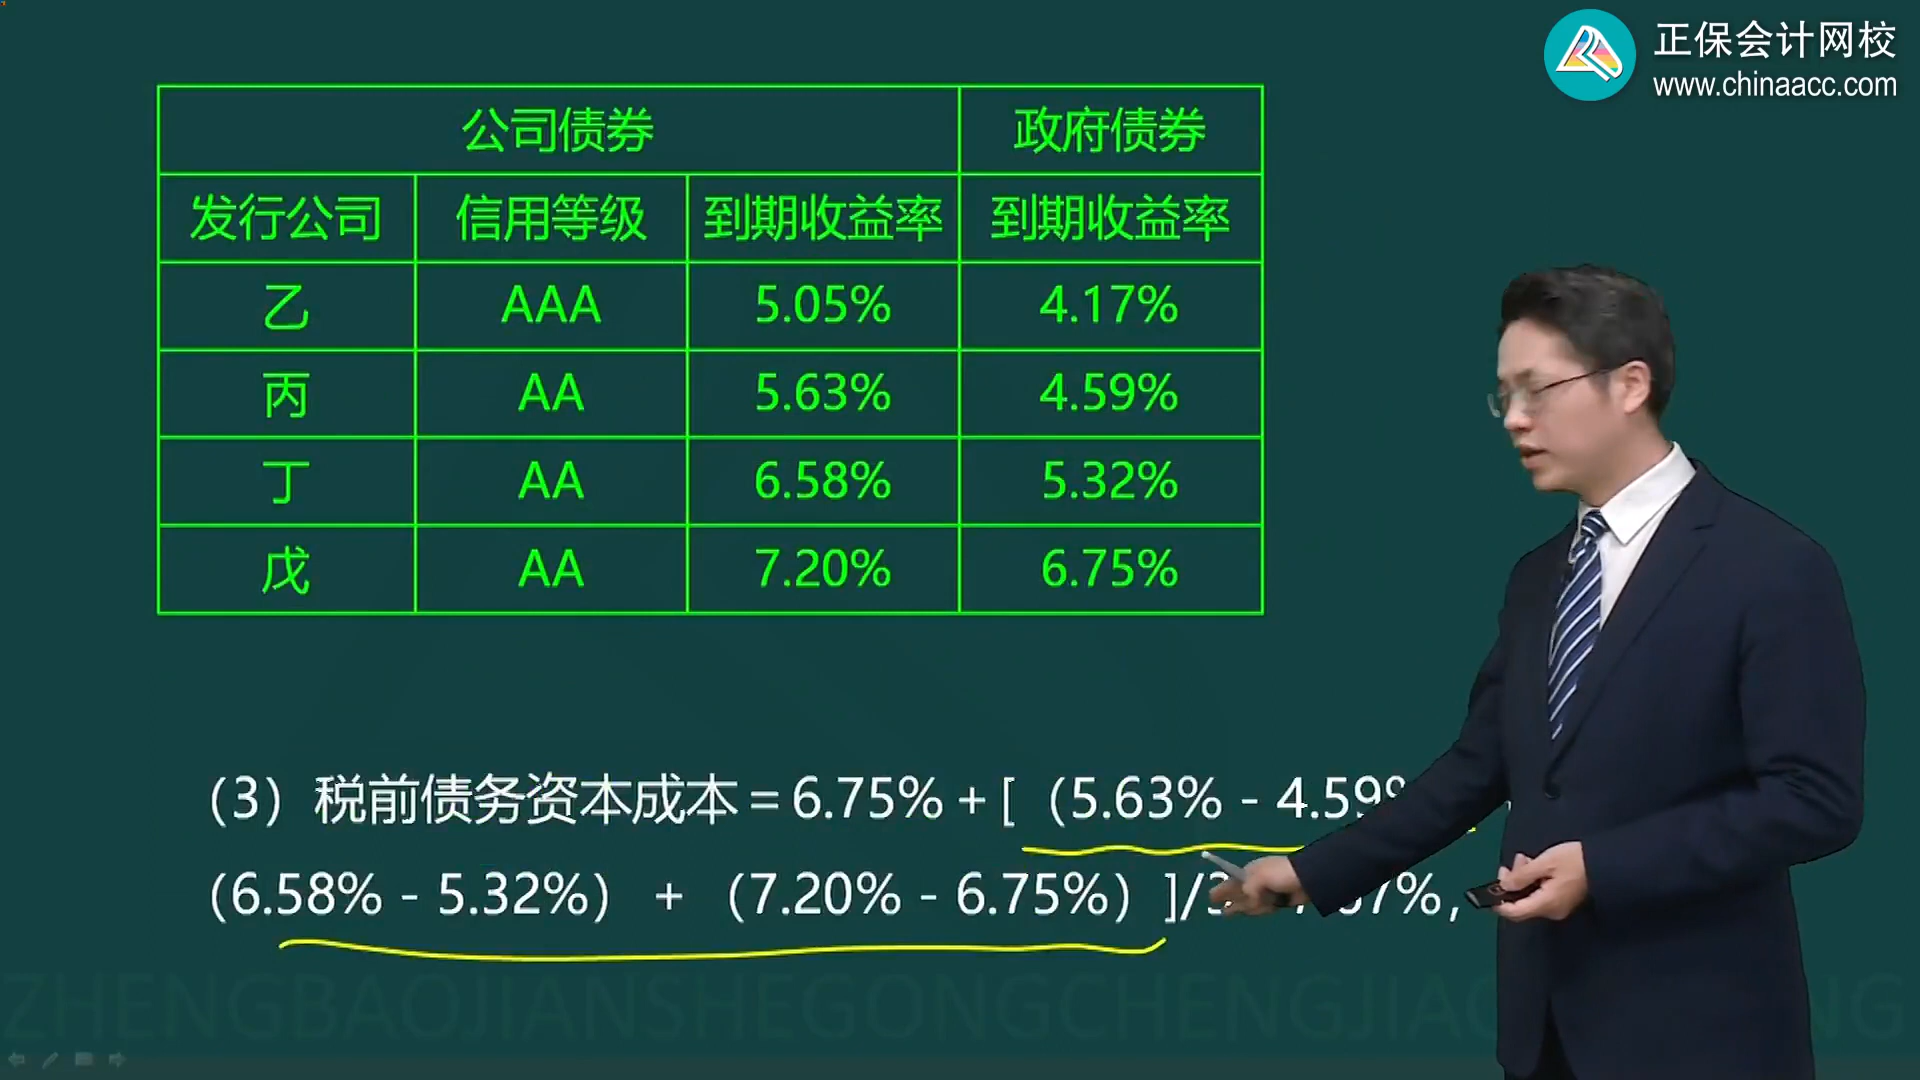 正保会计网校
www.chinaacc.com
公司债券 政府债券
发行公司 信用等级 到期收益率 到期收益率
乙 AAA 5.05% 4.17%
丙 AA 5.63% 4.59%
丁 AA 6.58% 5.32%
戊 AA 7.20% 6.75%
（3）税前债务资本成本＝6.75%＋[（5.63%－4.59%
（6.58%－5.32%）＋（7.20%－6.75%）]/3
ZHENGBAOJIANSHEGONGCHENGJIAO NG